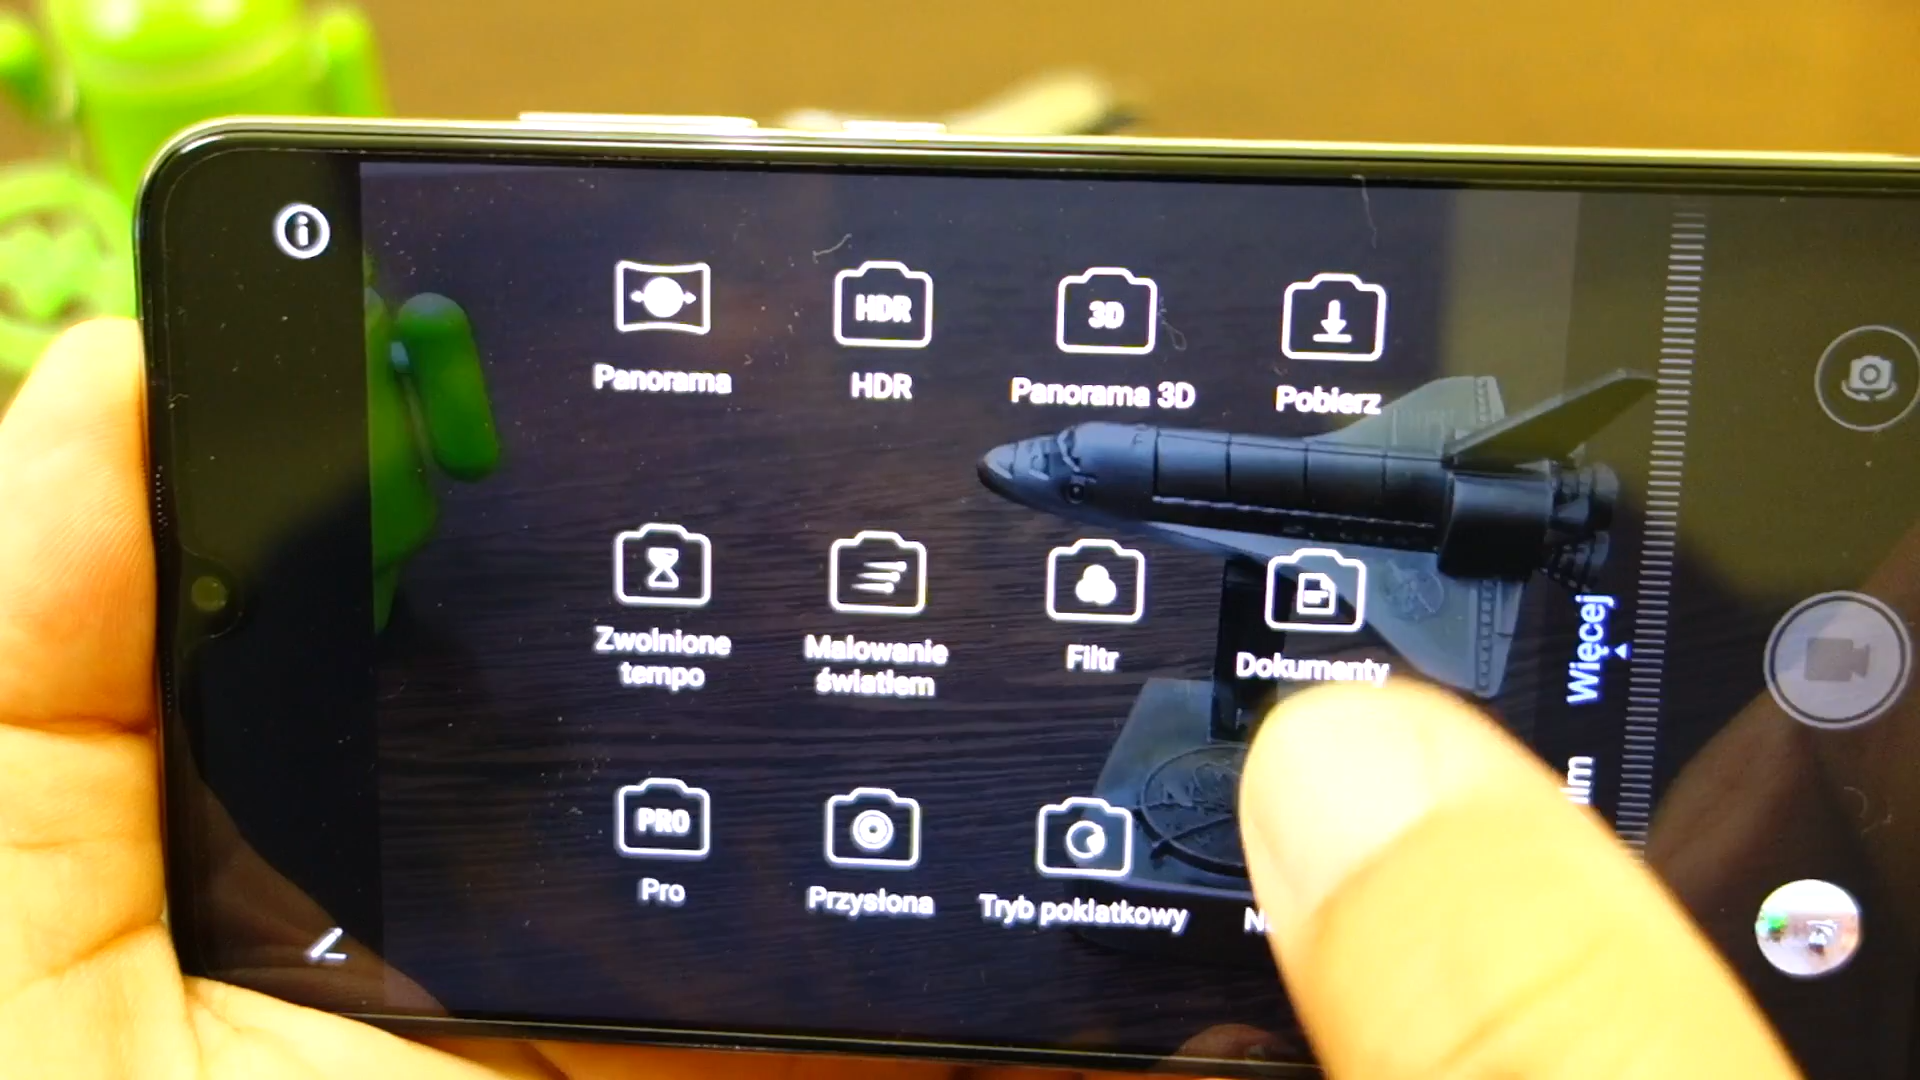 HDR
3D
Panorama
HDR
Panorama 3D
Pobierz
Zwolnione
tempo
Malowanie
światłem
Filtr
Dokumenty
Więcej
PRO
Pro
Przysłona
Tryb poklatkowy